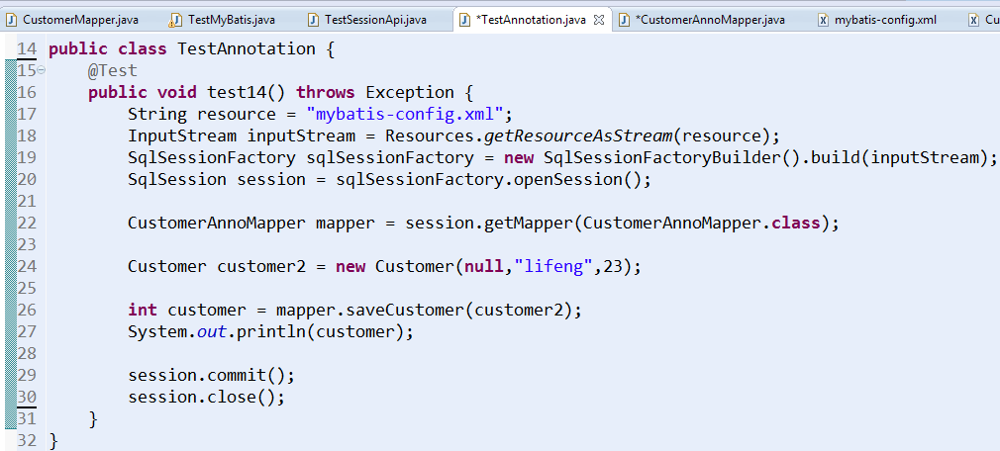 CustomerMapper.java TestMyBatis.java TestSessionApi.java *TestAnnotation.java *CustomerAnnoMapper.java mybatis-config.xml Cu
14 public class TestAnnotation {
15 @Test
16 public void test14() throws Exception {
17 String resource = "mybatis-config.xml";
18 InputStream inputStream = Resources.getResourceAsStream(resource);
19 SqlSessionFactory sqlSessionFactory = new SqlSessionFactoryBuilder().build(inputStream);
20 SqlSession session = sqlSessionFactory.openSession();
21
22 CustomerAnnoMapper mapper = session.getMapper(CustomerAnnoMapper.class);
23
24 Customer customer2 = new Customer(null,"lifeng",23);
25
26 int customer = mapper.saveCustomer(customer2);
27 System.out.println(customer);
28
29 session.commit();
30 session.close();
31 }
32 }